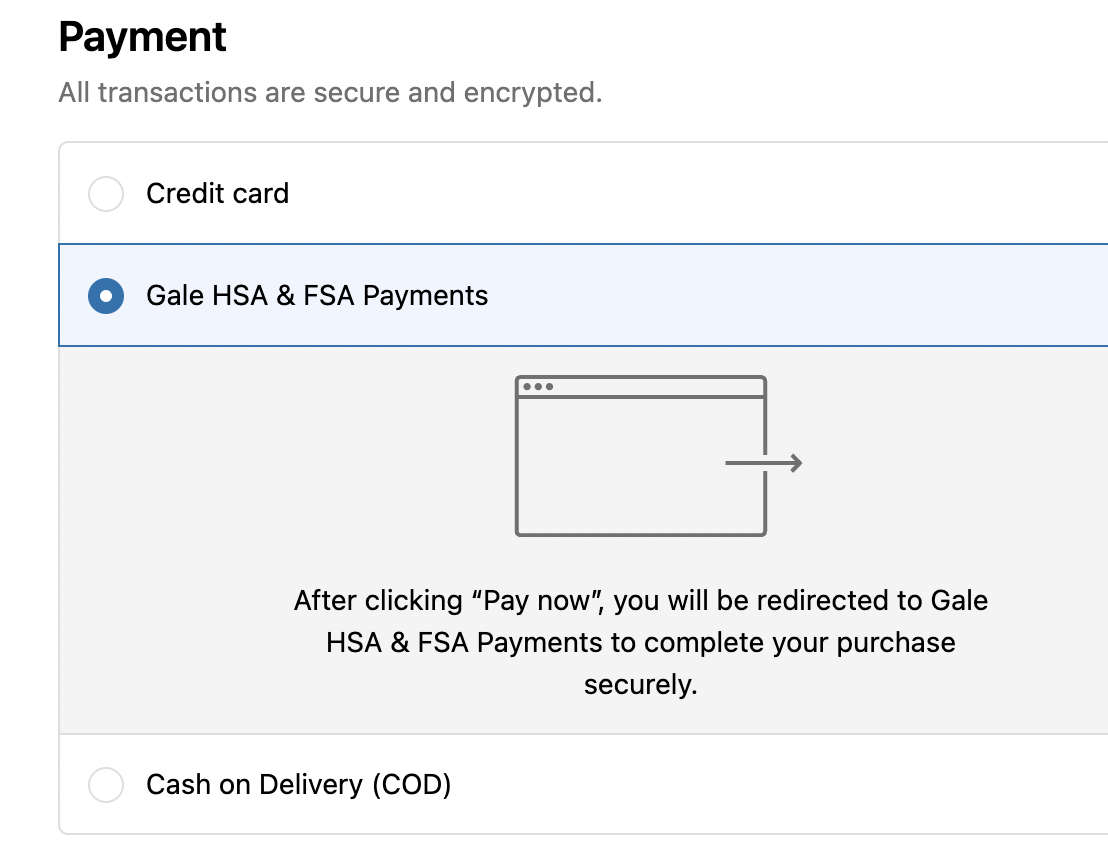 Payment
All transactions are secure and encrypted.
Credit card
Gale HSA & FSA Payments
After clicking “Pay now”, you will be redirected to Gale
HSA & FSA Payments to complete your purchase
securely.
Cash on Delivery (COD)